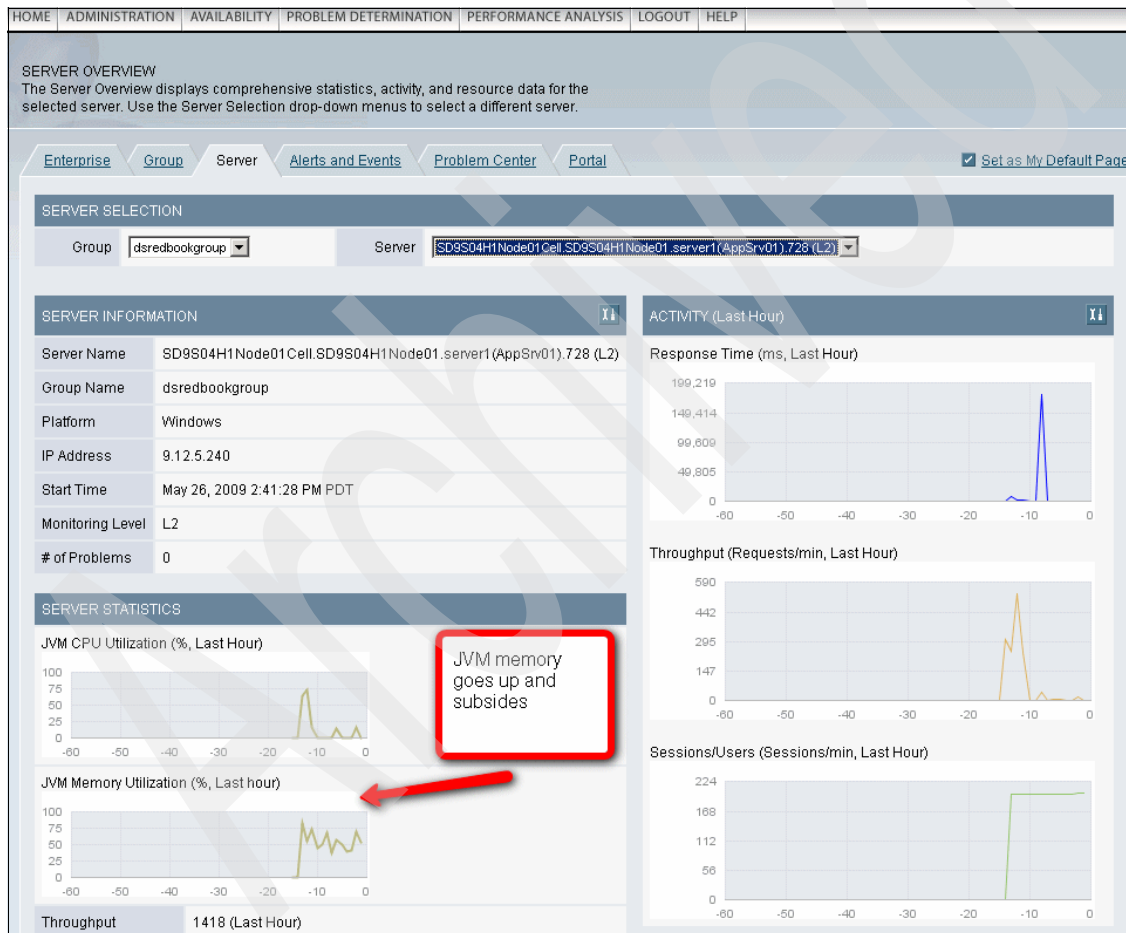 HOME ADMINISTRATION AVAILABILITY PROBLEM DETERMINATION PERFORMANCE ANALYSIS LOGOUT HELP
SERVER OVERVIEW
The Server Overview displays comprehensive statistics, activity, and resource data for the
selected server. Use the Server Selection drop-down menus to select a different server.
Enterprise Group Server Alerts and Events Problem Center Portal Set as My Default Page
SERVER SELECTION
Group dsredbookgroup Server SD9S04H1Node01Cell.SD9S04H1Node01.server1(AppSrv01).728 (L2)
SERVER INFORMATION
Server Name SD9S04H1Node01Cell.SD9S04H1Node01.server1(AppSrv01).728 (L2)
Group Name dsredbookgroup
Platform Windows
IP Address 9.12.5.240
Start Time May 26, 2009 2:41:28 PM PDT
Monitoring Level L2
# of Problems 0
SERVER STATISTICS
JVM CPU Utilization (%, Last Hour)
100
75
50
25
0
-60 -50 -40 -30 -20 -10 0
JVM memory
goes up and
subsides
JVM Memory Utilization (%, Last hour)
100
75
50
25
0
-60 -50 -40 -30 -20 -10 0
Throughput 1418 (Last Hour)
ACTIVITY (Last Hour)
Response Time (ms, Last Hour)
199,219
149,414
99,609
49,805
0
-60 -50 -40 -30 -20 -10 0
Throughput (Requests/min, Last Hour)
590
442
295
147
0
-60 -50 -40 -30 -20 -10 0
Sessions/Users (Sessions/min, Last Hour)
224
168
112
56
0
-60 -50 -40 -30 -20 -10 0
Archived